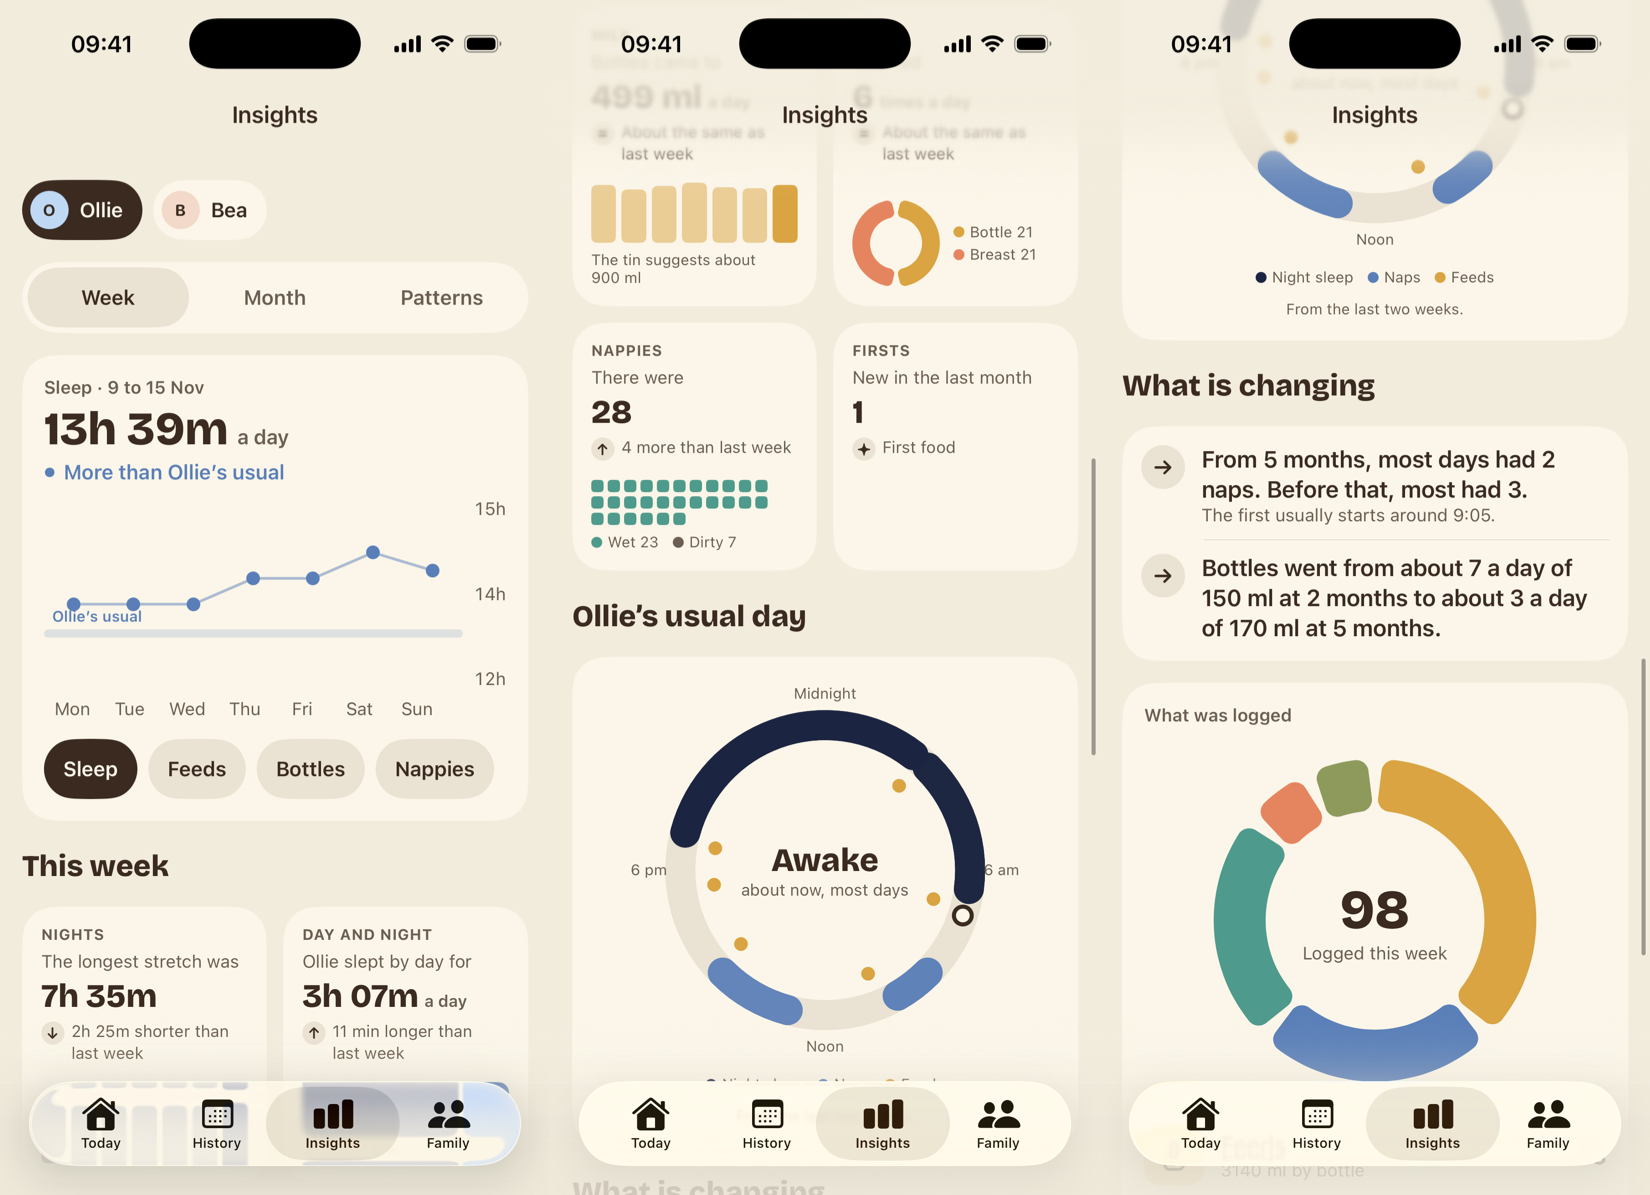 09:41
Insights
O Ollie
B Bea
Week Month Patterns
Sleep · 9 to 15 Nov
13h 39m a day
More than Ollie’s usual
15h
14h
Ollie’s usual
12h
Mon Tue Wed Thu Fri Sat Sun
Sleep Feeds Bottles Nappies
This week
NIGHTS
The longest stretch was
7h 35m
2h 25m shorter than
last week
DAY AND NIGHT
Ollie slept by day for
3h 07m a day
11 min longer than
last week
Today History Insights Family
09:41
Insights
Bottles came to
499 ml a day
About the same as
last week
The tin suggests about
900 ml
6 times a day
About the same as
last week
Bottle 21
Breast 21
NAPPIES
There were
28
4 more than last week
Wet 23 Dirty 7
FIRSTS
New in the last month
1
First food
Ollie’s usual day
Midnight
6 pm
Awake
about now, most days
6 am
Noon
What is changing
Today History Insights Family
09:41
about now, most days
Insights
Noon
Night sleep Naps Feeds
From the last two weeks.
What is changing
From 5 months, most days had 2
naps. Before that, most had 3.
The first usually starts around 9:05.
Bottles went from about 7 a day of
150 ml at 2 months to about 3 a day
of 170 ml at 5 months.
What was logged
98
Logged this week
Feeds
3140 ml by bottle
Today History Insights Family